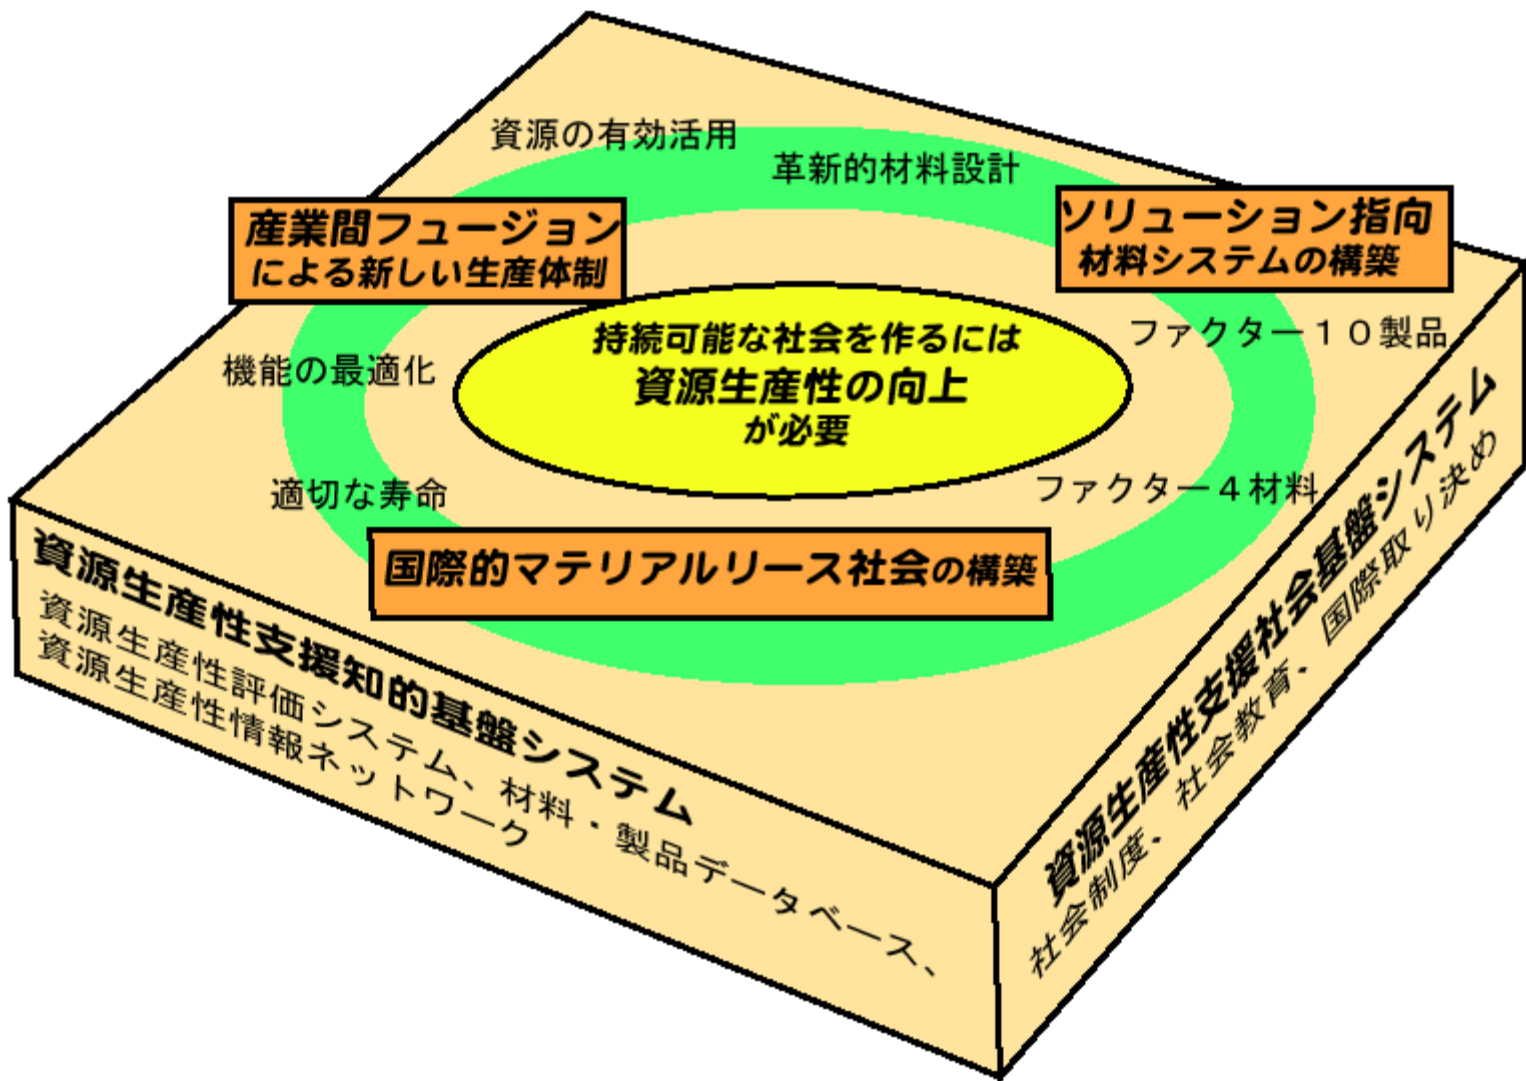 資源の有効活用
革新的材料設計
産業間フュージョン
による新しい生産体制
ソリューション指向
材料システムの構築
持続可能な社会を作るには
資源生産性の向上
が必要
ファクター１０製品
機能の最適化
適切な寿命
ファクター４材料
国際的マテリアルリース社会の構築
資源生産性支援知的基盤システム
資源生産性評価システム、材料・製品データベース、
資源生産性情報ネットワーク
資源生産性支援社会基盤システム
社会制度、社会教育、国際取り決め